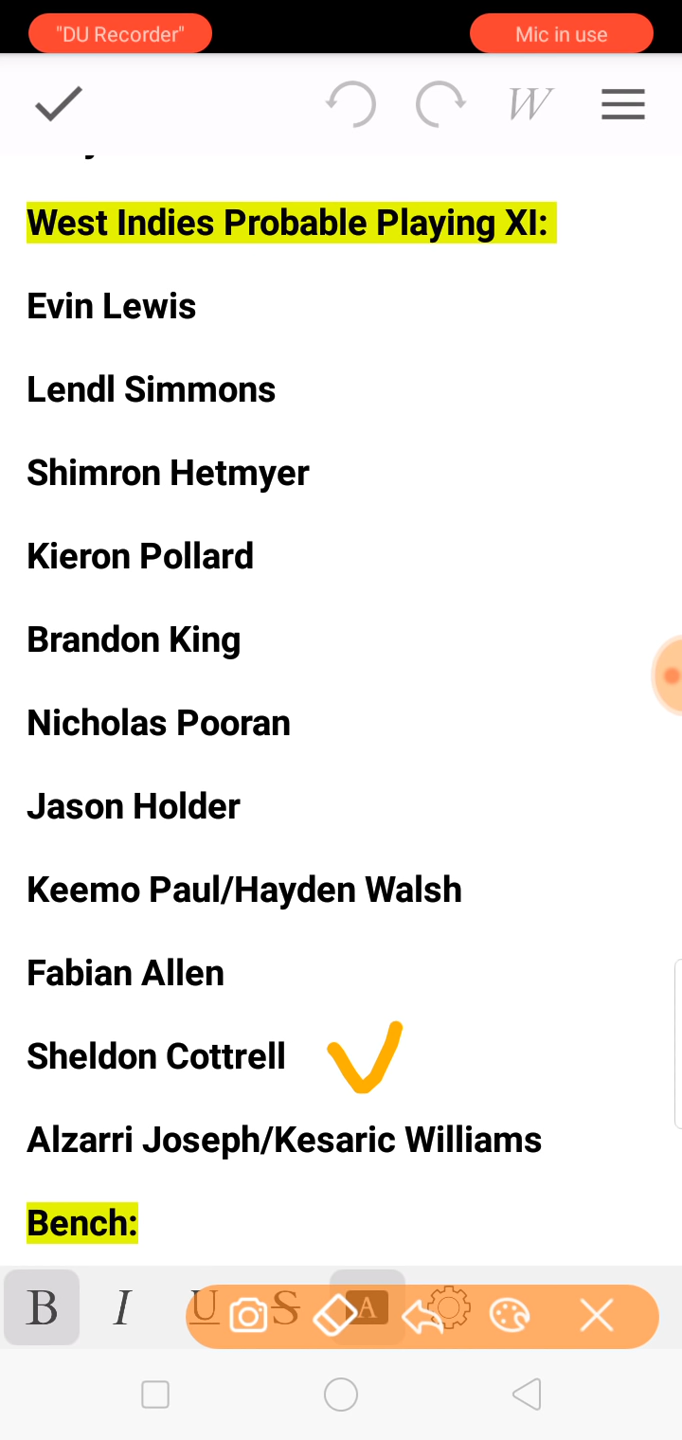 "DU Recorder" Mic in use
W
West Indies Probable Playing XI:
Evin Lewis
Lendl Simmons
Shimron Hetmyer
Kieron Pollard
Brandon King
Nicholas Pooran
Jason Holder
Keemo Paul/Hayden Walsh
Fabian Allen
Sheldon Cottrell
Alzarri Joseph/Kesaric Williams
Bench:
B I U S A